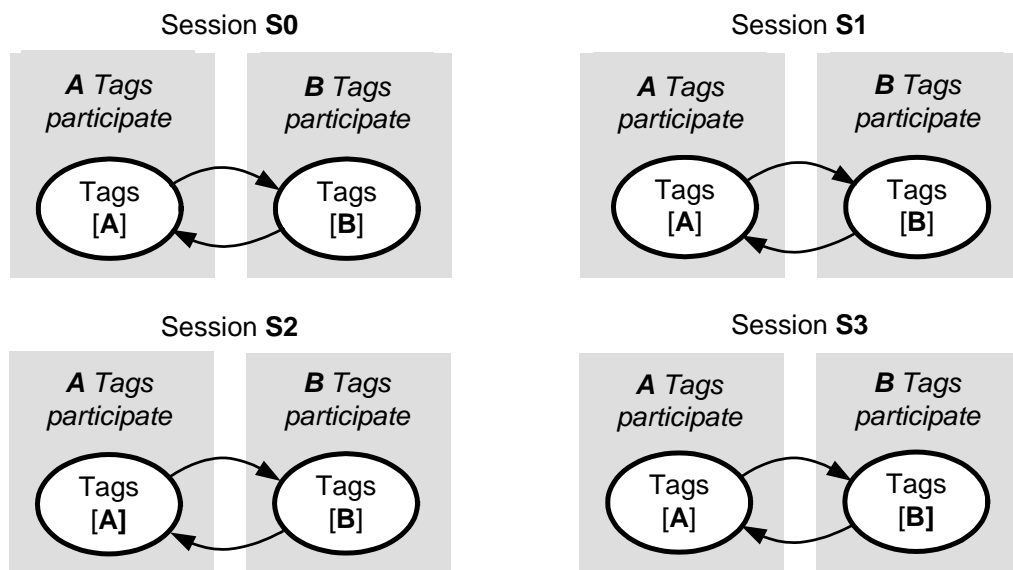 Session S0
A Tags
participate
B Tags
participate
Tags
[A]
Tags
[B]
Session S1
A Tags
participate
B Tags
participate
Tags
[A]
Tags
[B]
Session S2
A Tags
participate
B Tags
participate
Tags
[A]
Tags
[B]
Session S3
A Tags
participate
B Tags
participate
Tags
[A]
Tags
[B]